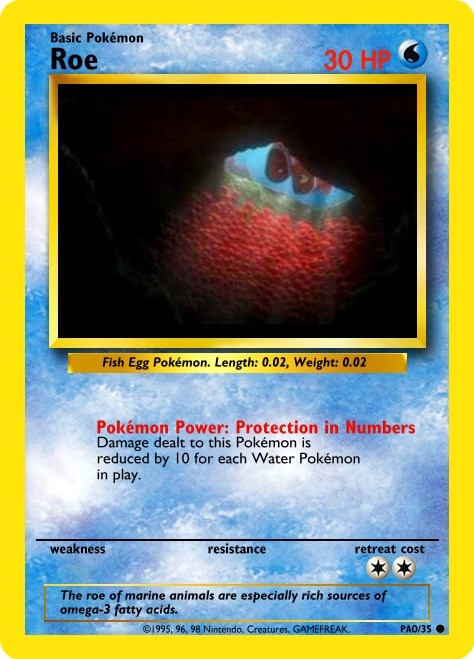 Basic Pokémon
Roe
30 HP
Fish Egg Pokémon. Length: 0.02, Weight: 0.02
Pokémon Power: Protection in Numbers
Damage dealt to this Pokémon is
reduced by 10 for each Water Pokémon
in play.
weakness resistance retreat cost
The roe of marine animals are especially rich sources of
omega-3 fatty acids.
©1995, 96, 98 Nintendo, Creatures, GAMEFREAK. PAO/35